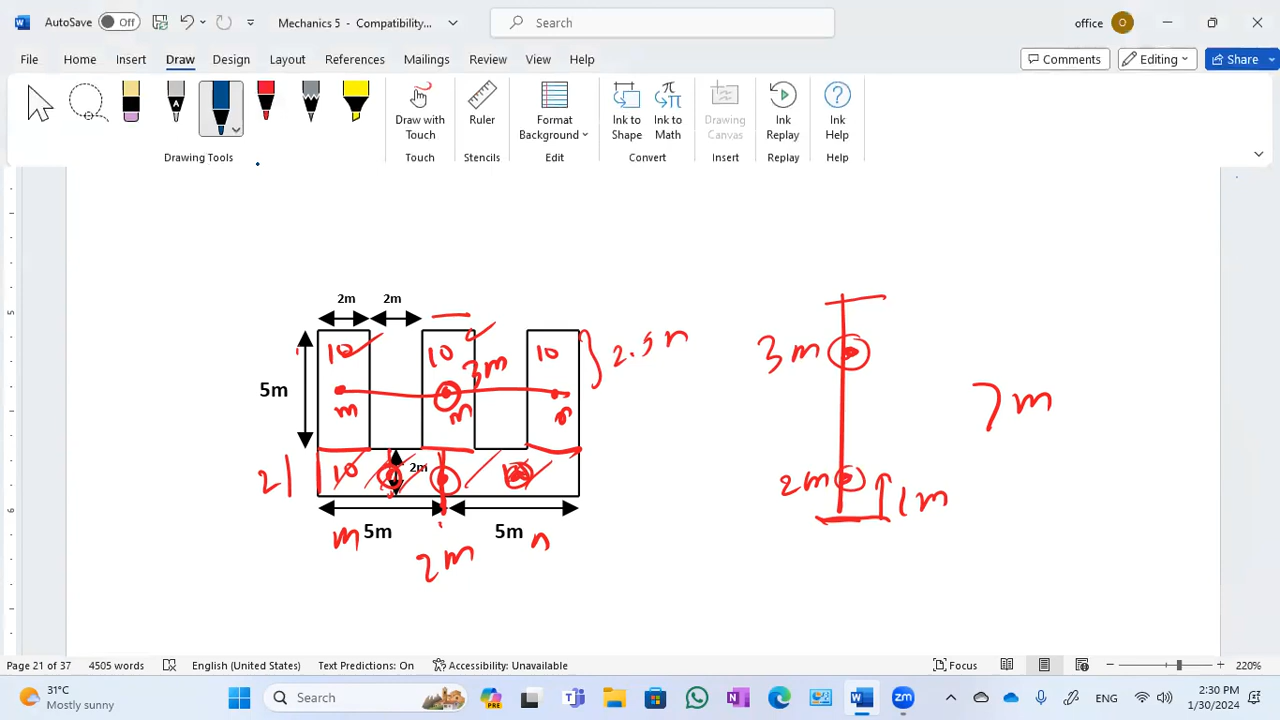 AutoSave Off Mechanics 5 - Compatibility... Search office O
File Home Insert Draw Design Layout References Mailings Review View Help Comments Editing Share
Draw with Touch Ruler Format Background Ink to Shape Ink to Math Drawing Canvas Ink Replay Ink Help
Drawing Tools Touch Stencils Edit Convert Insert Replay Help
5
6
2m 2m
10 10 10 2.5 m
3m
5m
m m
10 2m
2
5m 5m
m
2m
3m
7m
2m 1m
Page 21 of 37 4505 words English (United States) Text Predictions: On Accessibility: Unavailable Focus 220%
31°C
Mostly sunny
Search PRE ENG 2:30 PM
1/30/2024